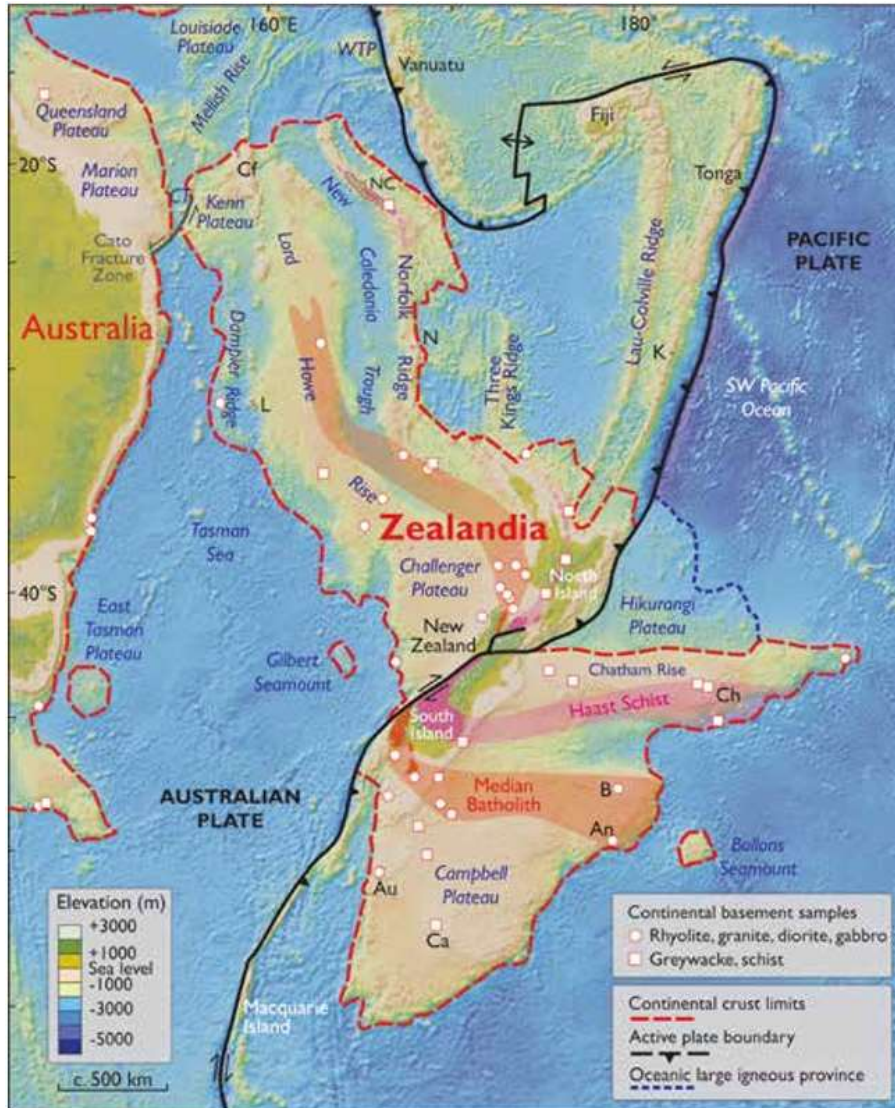 160°E
180°
Louisiade
Plateau
WTP
Vanuatu
Mellish Rise
Fiji
Queensland
Plateau
20°S
Marion
Plateau
Cf
NC
Tonga
CT
Kenn
Plateau
New
Caledonia
Trough
Cato
Fracture
Zone
Lord
Howe
Rise
Norfolk
Ridge
PACIFIC
PLATE
Australia
Dampier Ridge
N
Three
Kings Ridge
Lau-Colville Ridge
K
L
SW Pacific
Ocean
Tasman
Sea
Zealandia
Challenger
Plateau
North
Island
40°S
East
Tasman
Plateau
New
Zealand
Hikurangi
Plateau
Gilbert
Seamount
Chatham Rise
Haast Schist
Ch
South
Island
AUSTRALIAN
PLATE
Median
Batholith
B
An
Bollons
Seamount
Au
Campbell
Plateau
Ca
Macquarie
Island
Elevation (m)
+3000
+1000
Sea level
-1000
-3000
-5000
c. 500 km
Continental basement samples
Rhyolite, granite, diorite, gabbro
Greywacke, schist
Continental crust limits
Active plate boundary
Oceanic large igneous province